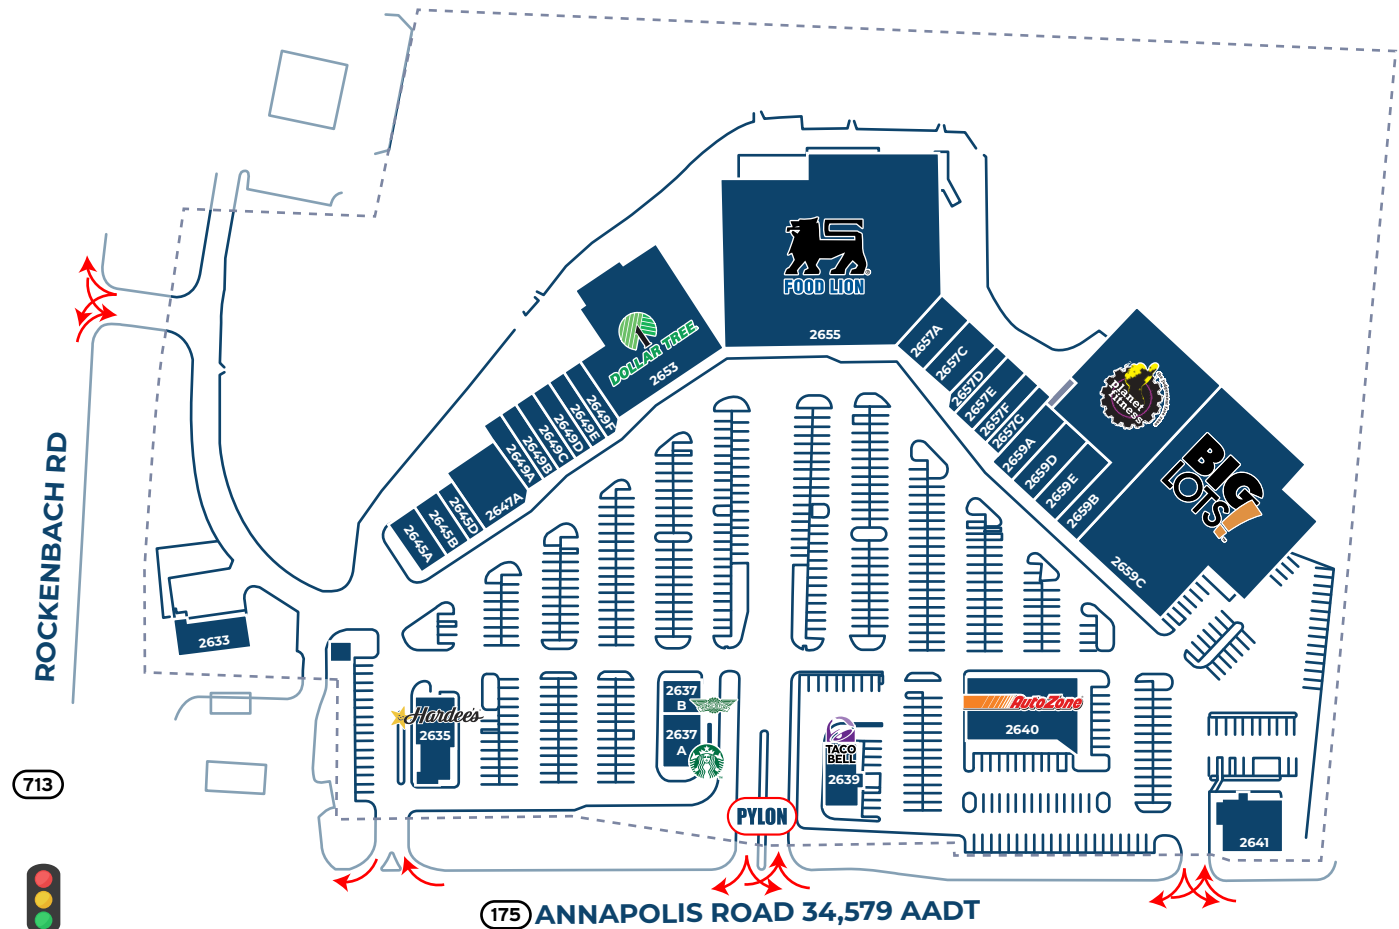 FOOD LION
2655
DOLLAR TREE
2653
2649F
2649E
2649D
2649C
2649B
2649A
2647A
2645D
2645B
2645A
2657A
2657C
2657D
2657E
2657F
2657G
2659A
2659D
2659E
2659B
2659C
planet
fitness
BIG
LOTS!
ROCKENBACH RD
2633
Hardee's
2635
2637
B
2637
A
TACO
BELL
2639
AutoZone
2640
2641
PYLON
713
175
ANNAPOLIS ROAD 34,579 AADT